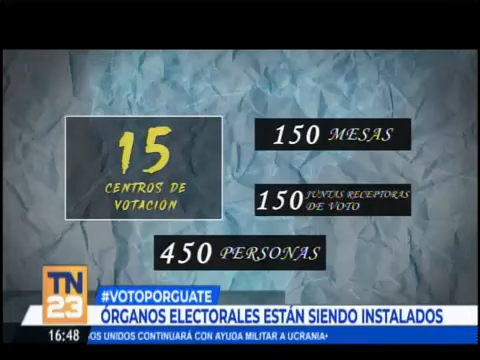 15
CENTROS DE
VOTACIÓN
150 MESAS
150 JUNTAS RECEPTORAS
DE VOTO
450 PERSONAS
TN
23
#VOTOPORGUATE
ÓRGANOS ELECTORALES ESTÁN SIENDO INSTALADOS
16:48
OS UNIDOS CONTINUARÁ CON AYUDA MILITAR A UCRANIA•